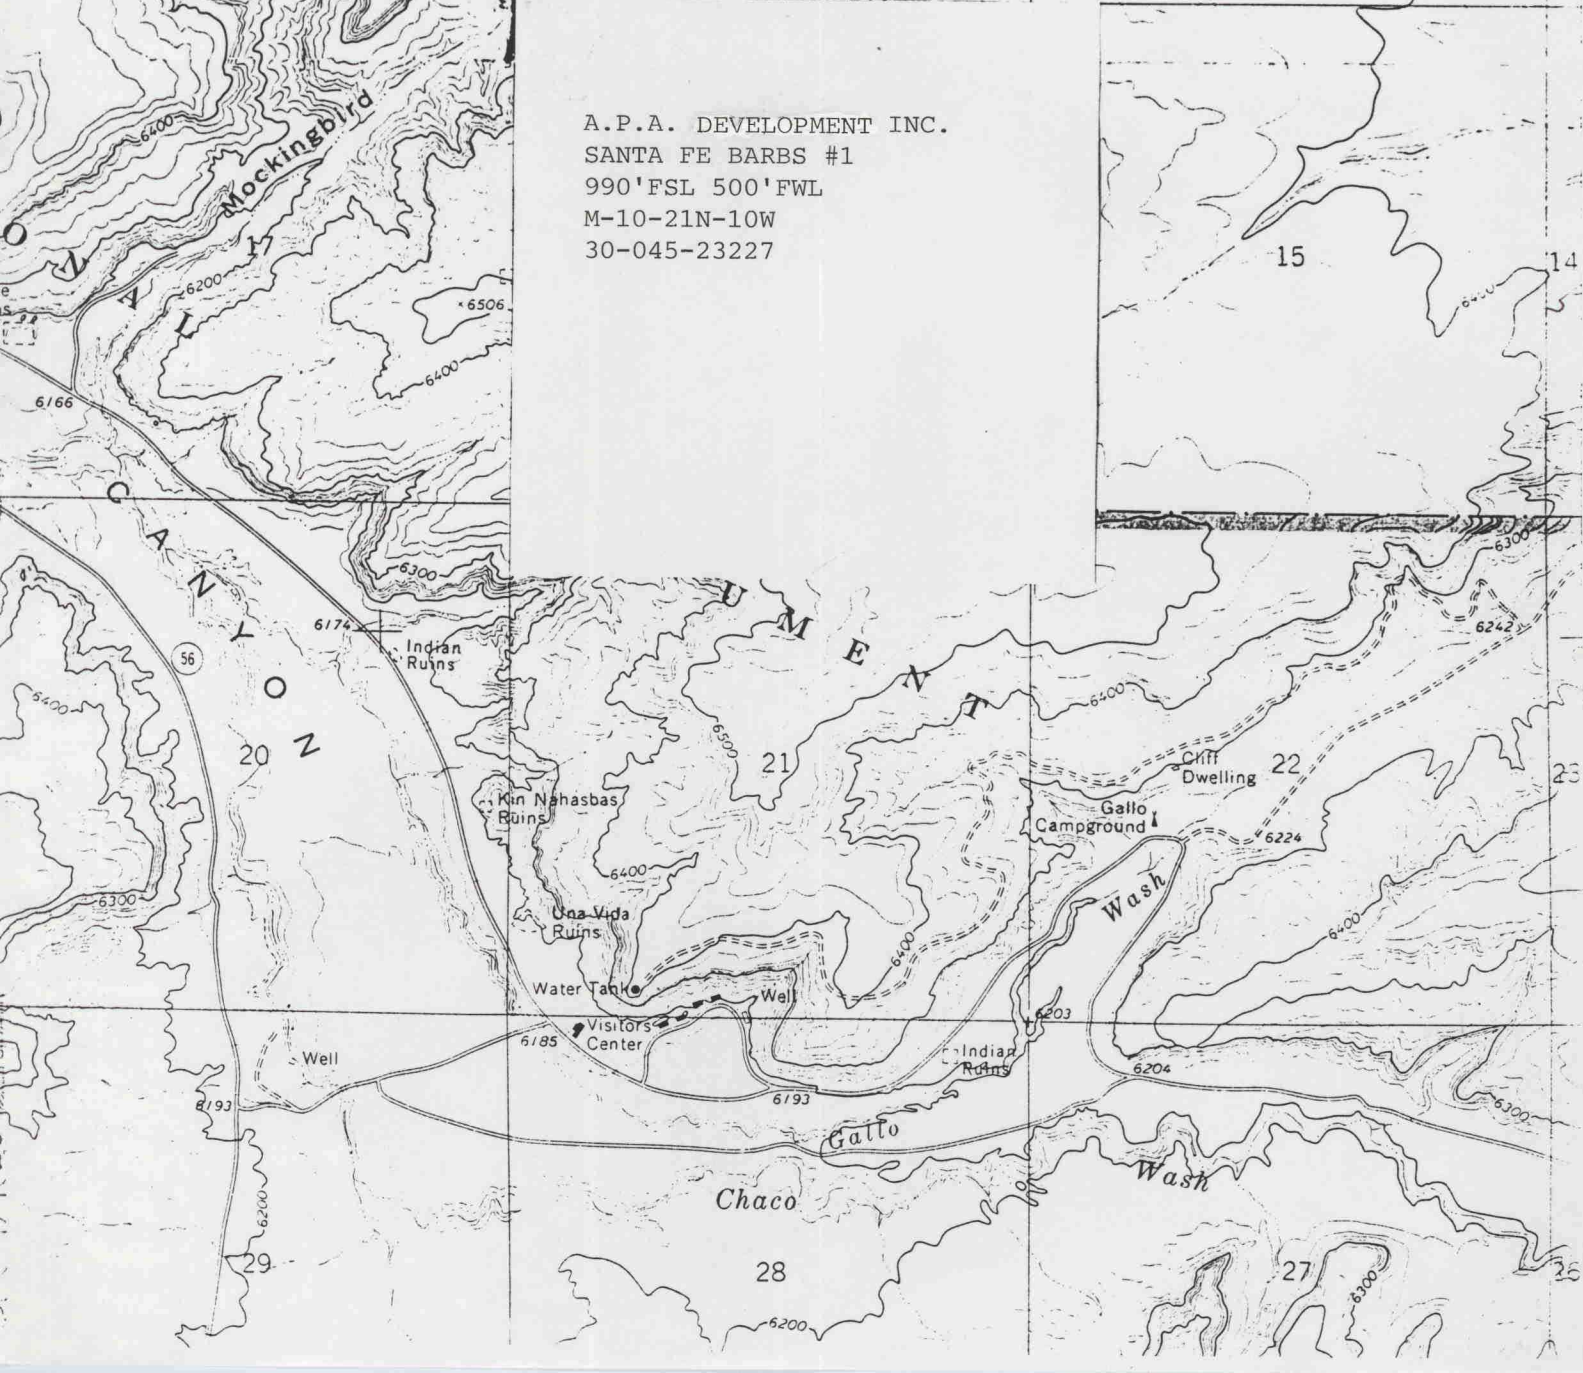 A.P.A. DEVELOPMENT INC.
SANTA FE BARBS #1
990'FSL 500'FWL
M-10-21N-10W
30-045-23227
6400
Mockingbird
O
Z
A
L
17
6200
×6506
6400
6166
15
14
6400
C
A
N
Y
O
N
6300
6300
6174
Indian
Ruins
56
U
M
E
N
T
6242
6400
6400
20
6500
21
Cliff
Dwelling
22
23
Kin Nahasbas
Ruins
Gallo
Campground
6224
6400
6300
Wash
Una Vida
Ruins
6400
6400
Water Tank
Well
Visitors
Center
6185
6203
Well
Indian
Ruins
6204
6193
6193
6300
Gallo
Wash
Chaco
6200
29
28
27
26
6300
6200